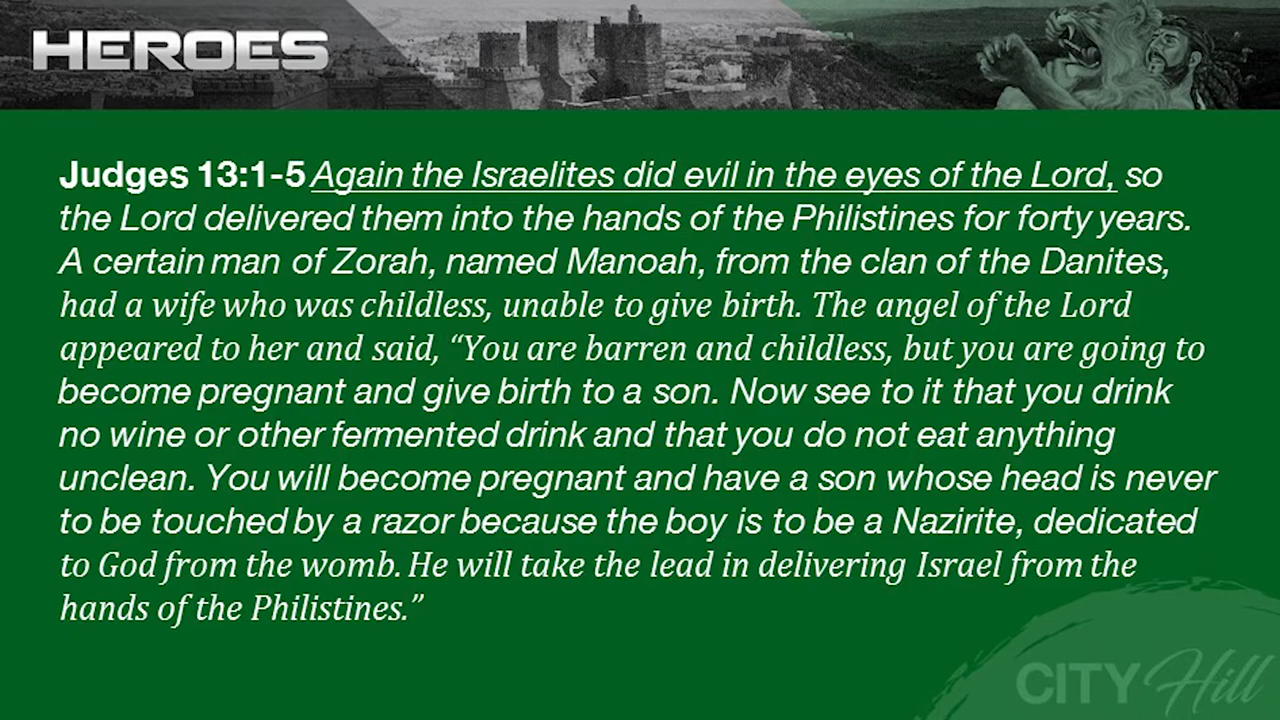 HEROES
Judges 13:1-5 Again the Israelites did evil in the eyes of the Lord, so
the Lord delivered them into the hands of the Philistines for forty years.
A certain man of Zorah, named Manoah, from the clan of the Danites,
had a wife who was childless, unable to give birth. The angel of the Lord
appeared to her and said, “You are barren and childless, but you are going to
become pregnant and give birth to a son. Now see to it that you drink
no wine or other fermented drink and that you do not eat anything
unclean. You will become pregnant and have a son whose head is never
to be touched by a razor because the boy is to be a Nazirite, dedicated
to God from the womb. He will take the lead in delivering Israel from the
hands of the Philistines.”
CITY Hill